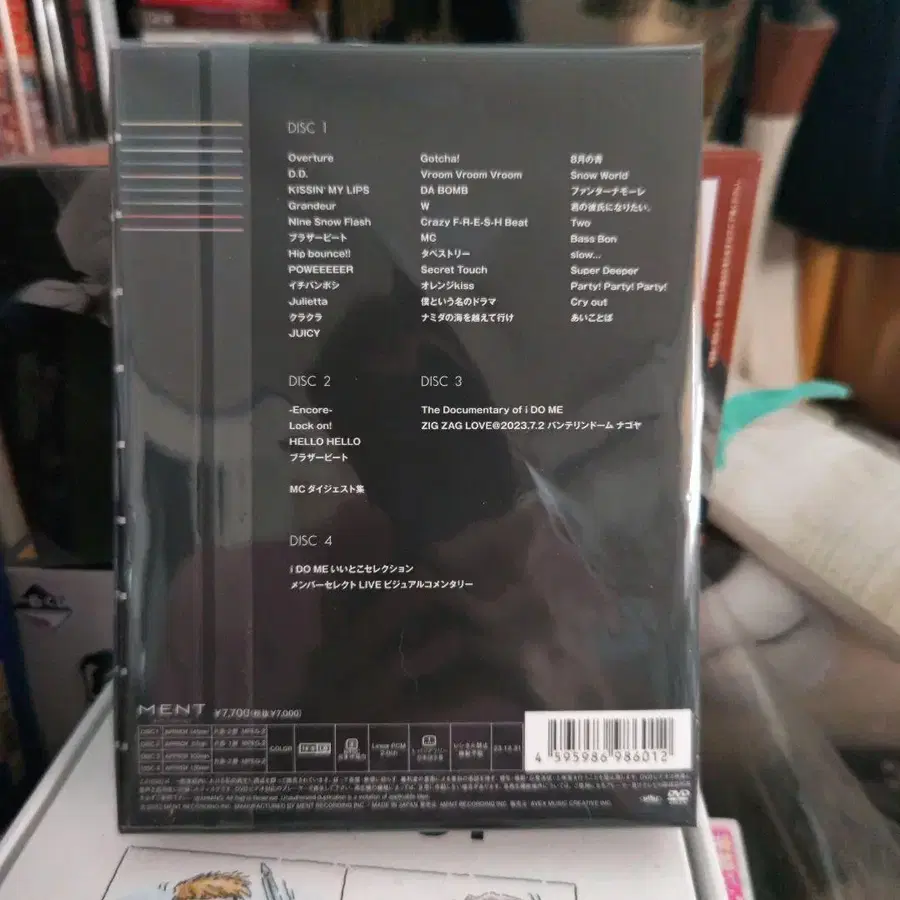 DISC 1
Overture
D.D.
KISSIN' MY LIPS
Grandeur
Nine Snow Flash
ブラザービート
Hip bounce!!
POWEEEEER
イチバンボシ
Julietta
クラクラ
JUICY
Gotcha!
Vroom Vroom Vroom
DA BOMB
W
Crazy F-R-E-S-H Beat
MC
タペストリー
Secret Touch
オレンジkiss
僕という名のドラマ
ナミダの海を越えて行け
8月の青
Snow World
ファンターナモーレ
君の彼氏になりたい。
Two
Bass Bon
slow...
Super Deeper
Party! Party! Party!
Cry out
あいことば
DISC 2
-Encore-
Lock on!
HELLO HELLO
ブラザービート
MC ダイジェスト集
DISC 3
The Documentary of i DO ME
ZIG ZAG LOVE@2023.7.2 バンテリンドーム ナゴヤ
DISC 4
i DO ME いいとこセレクション
メンバーセレクト LIVE ビジュアルコメンタリー
MENT
¥7,700(税抜¥7,000)
COLOR
Linear PCM
4 595986 986012
DVD